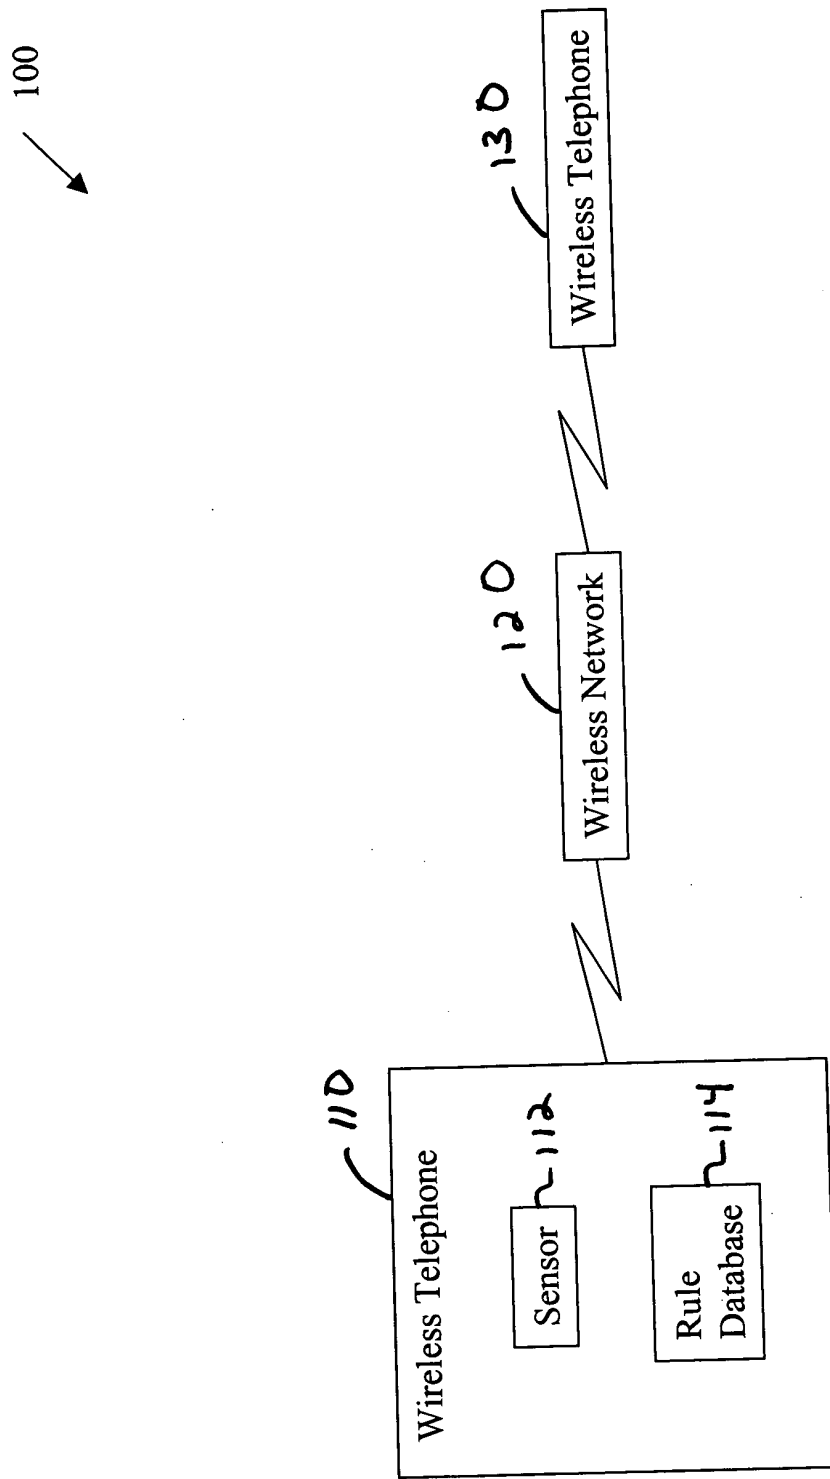 100
Wireless Telephone
110
Sensor
112
Rule
Database
114
Wireless Network
120
Wireless Telephone
130